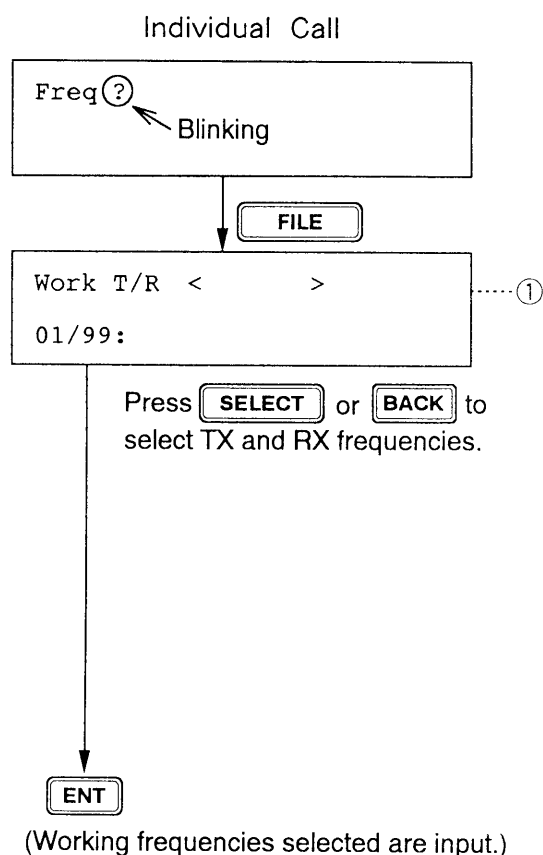 Individual Call
Freq?
Blinking
FILE
Work T/R < >
①
01/99:
Press SELECT or BACK to
select TX and RX frequencies.
ENT
(Working frequencies selected are input.)